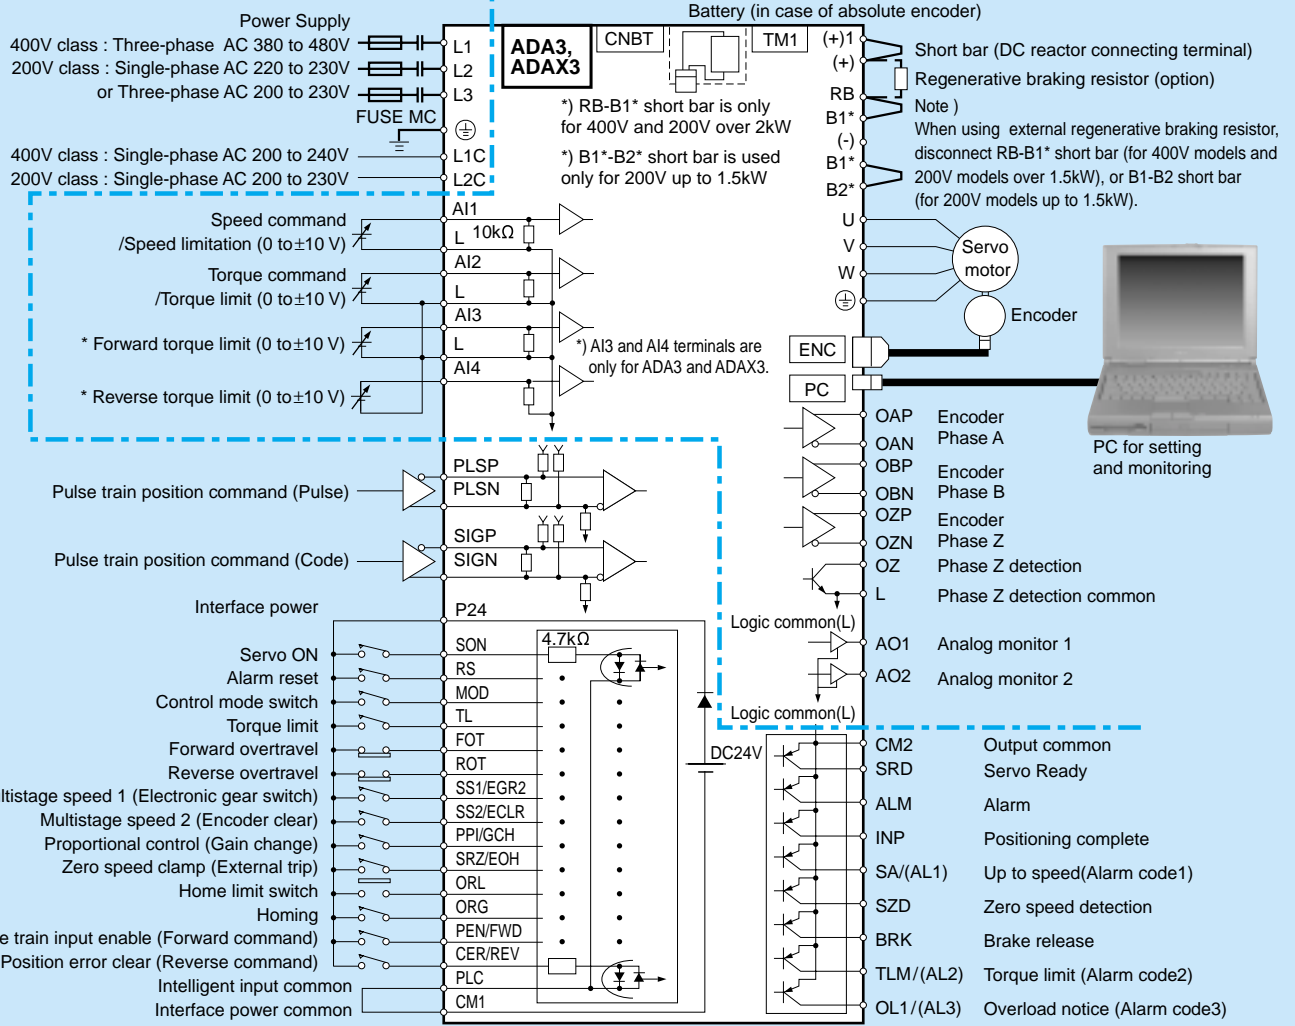 Power Supply
400V class : Three-phase AC 380 to 480V
200V class : Single-phase AC 220 to 230V
or Three-phase AC 200 to 230V
FUSE MC
400V class : Single-phase AC 200 to 240V
200V class : Single-phase AC 200 to 230V
L1
L2
L3
L1C
L2C
ADA3,
ADAX3
CNBT
Battery (in case of absolute encoder)
TM1
*) RB-B1* short bar is only
for 400V and 200V over 2kW
*) B1*-B2* short bar is used
only for 200V up to 1.5kW
(+)1
(+)
RB
B1*
(-)
B1*
B2*
U
V
W
Short bar (DC reactor connecting terminal)
Regenerative braking resistor (option)
Note )
When using external regenerative braking resistor,
disconnect RB-B1* short bar (for 400V models and
200V models over 1.5kW), or B1-B2 short bar
(for 200V models up to 1.5kW).
Servo
motor
Encoder
ENC
PC
PC for setting
and monitoring
Speed command
/Speed limitation (0 to±10 V)
Torque command
/Torque limit (0 to±10 V)
* Forward torque limit (0 to±10 V)
* Reverse torque limit (0 to±10 V)
AI1
L
10kΩ
AI2
L
AI3
L
AI4
*) AI3 and AI4 terminals are
only for ADA3 and ADAX3.
Pulse train position command (Pulse)
PLSP
PLSN
Pulse train position command (Code)
SIGP
SIGN
OAP
OAN
Encoder
Phase A
OBP
OBN
Encoder
Phase B
OZP
OZN
Encoder
Phase Z
OZ Phase Z detection
L Phase Z detection common
Logic common(L)
AO1 Analog monitor 1
AO2 Analog monitor 2
Logic common(L)
Interface power P24
4.7kΩ
DC24V
Servo ON SON
Alarm reset RS
Control mode switch MOD
Torque limit TL
Forward overtravel FOT
Reverse overtravel ROT
speed 1 (Electronic gear switch) SS1/EGR2
Multistage speed 2 (Encoder clear) SS2/ECLR
Proportional control (Gain change) PPI/GCH
Zero speed clamp (External trip) SRZ/EOH
Home limit switch ORL
Homing ORG
train input enable (Forward command) PEN/FWD
Position error clear (Reverse command) CER/REV
Intelligent input common PLC
Interface power common CM1
CM2 Output common
SRD Servo Ready
ALM Alarm
INP Positioning complete
SA/(AL1) Up to speed(Alarm code1)
SZD Zero speed detection
BRK Brake release
TLM/(AL2) Torque limit (Alarm code2)
OL1/(AL3) Overload notice (Alarm code3)